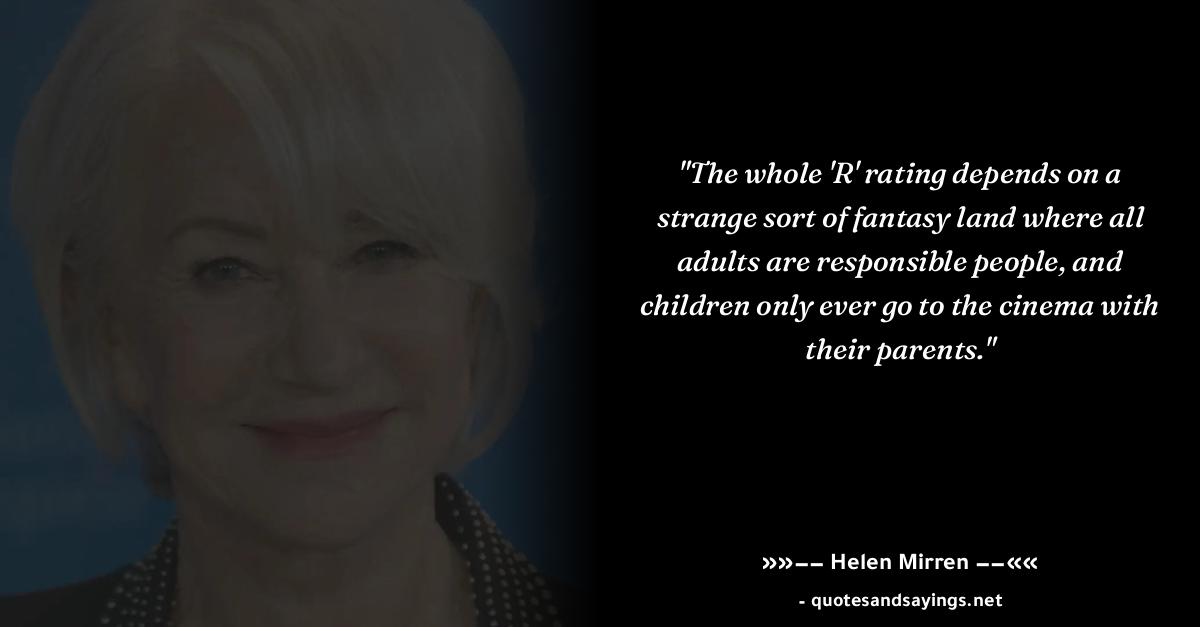 "The whole 'R' rating depends on a
strange sort of fantasy land where all
adults are responsible people, and
children only ever go to the cinema with
their parents."
»»–– Helen Mirren ––««
- quotesandsayings.net